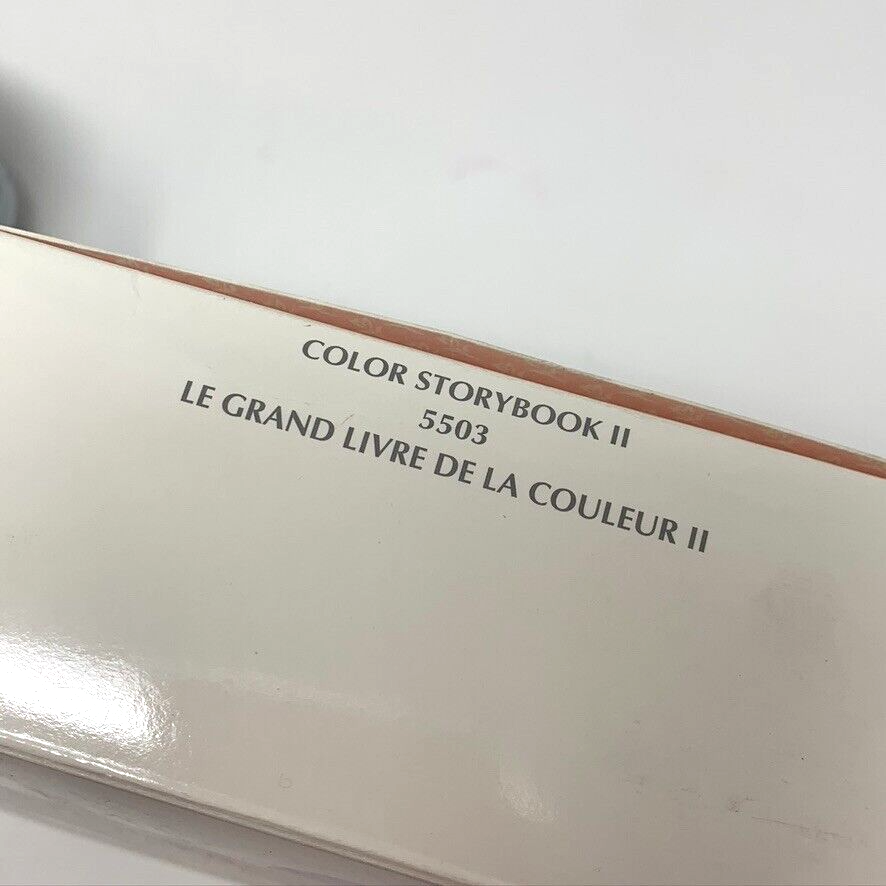 COLOR STORYBOOK II
5503
LE GRAND LIVRE DE LA COULEUR II